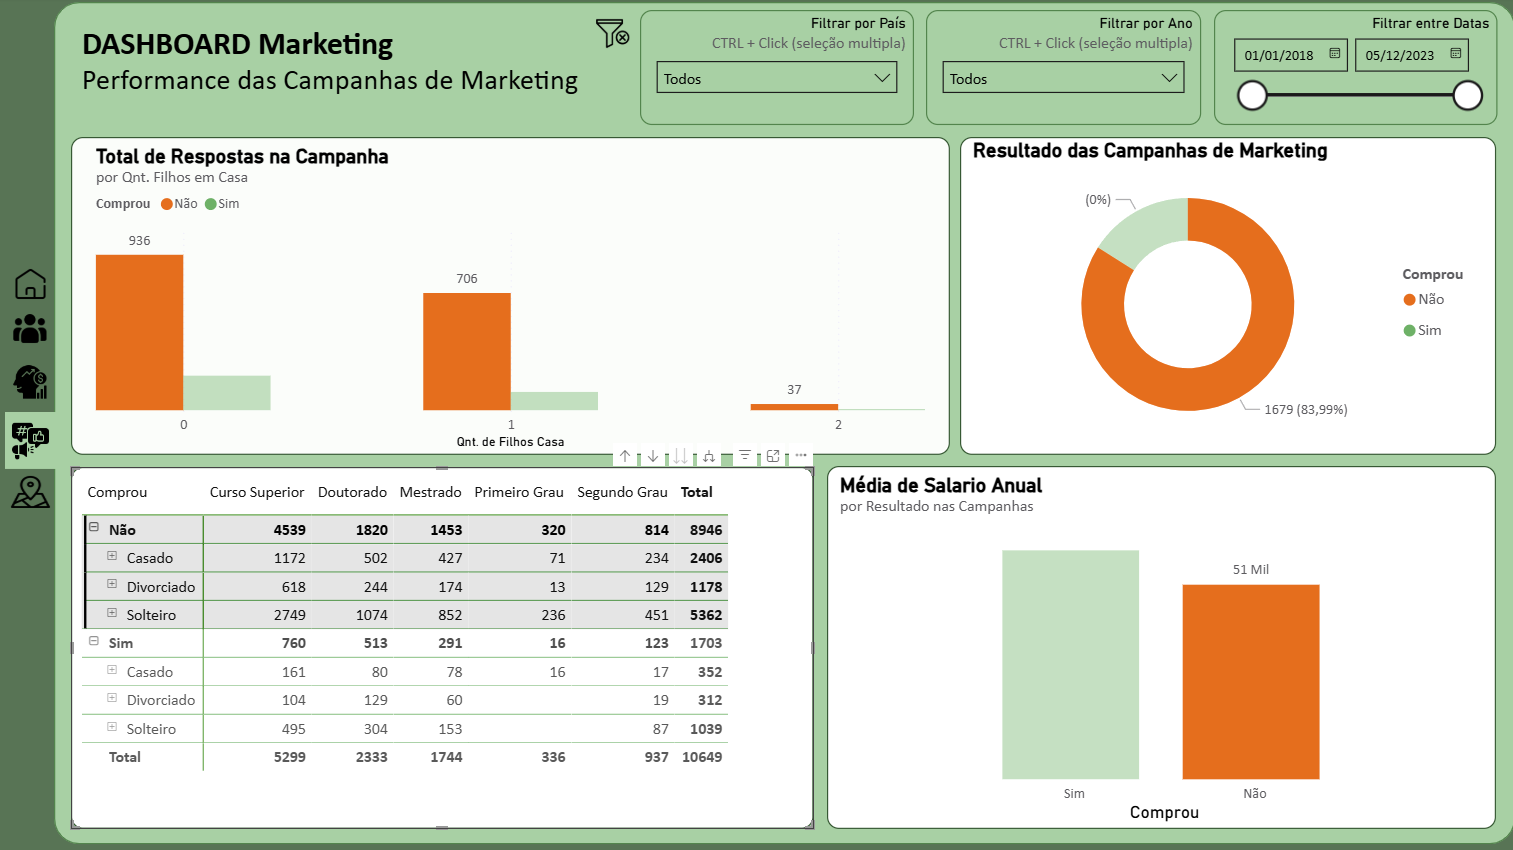 DASHBOARD Marketing
Performance das Campanhas de Marketing
Filtrar por País
CTRL + Click (seleção multipla)
Todos
Filtrar por Ano
CTRL + Click (seleção multipla)
Todos
Filtrar entre Datas
01/01/2018 05/12/2023
Total de Respostas na Campanha
por Qnt. Filhos em Casa
Comprou Não Sim
936
706
37
0 1 2
Qnt. de Filhos Casa
Resultado das Campanhas de Marketing
(0%)
1679 (83,99%)
Comprou
Não
Sim
Comprou Curso Superior Doutorado Mestrado Primeiro Grau Segundo Grau Total
Não 4539 1820 1453 320 814 8946
Casado 1172 502 427 71 234 2406
Divorciado 618 244 174 13 129 1178
Solteiro 2749 1074 852 236 451 5362
Sim 760 513 291 16 123 1703
Casado 161 80 78 16 17 352
Divorciado 104 129 60 19 312
Solteiro 495 304 153 87 1039
Total 5299 2333 1744 336 937 10649
Média de Salario Anual
por Resultado nas Campanhas
51 Mil
Sim Não
Comprou